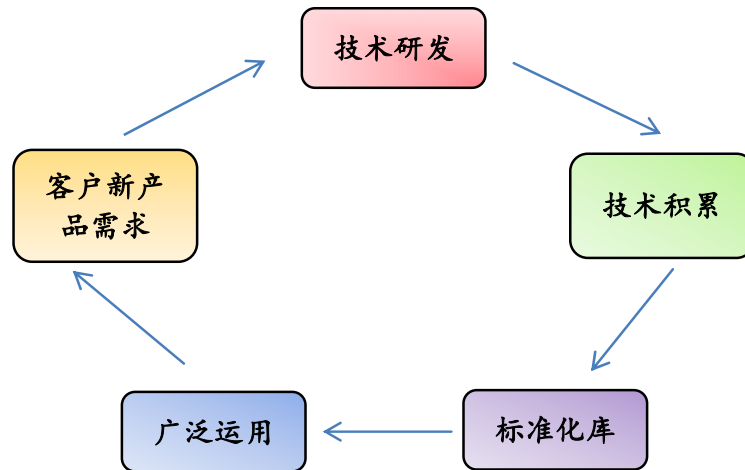 技术研发
客户新产
品需求
技术积累
广泛运用
标准化库